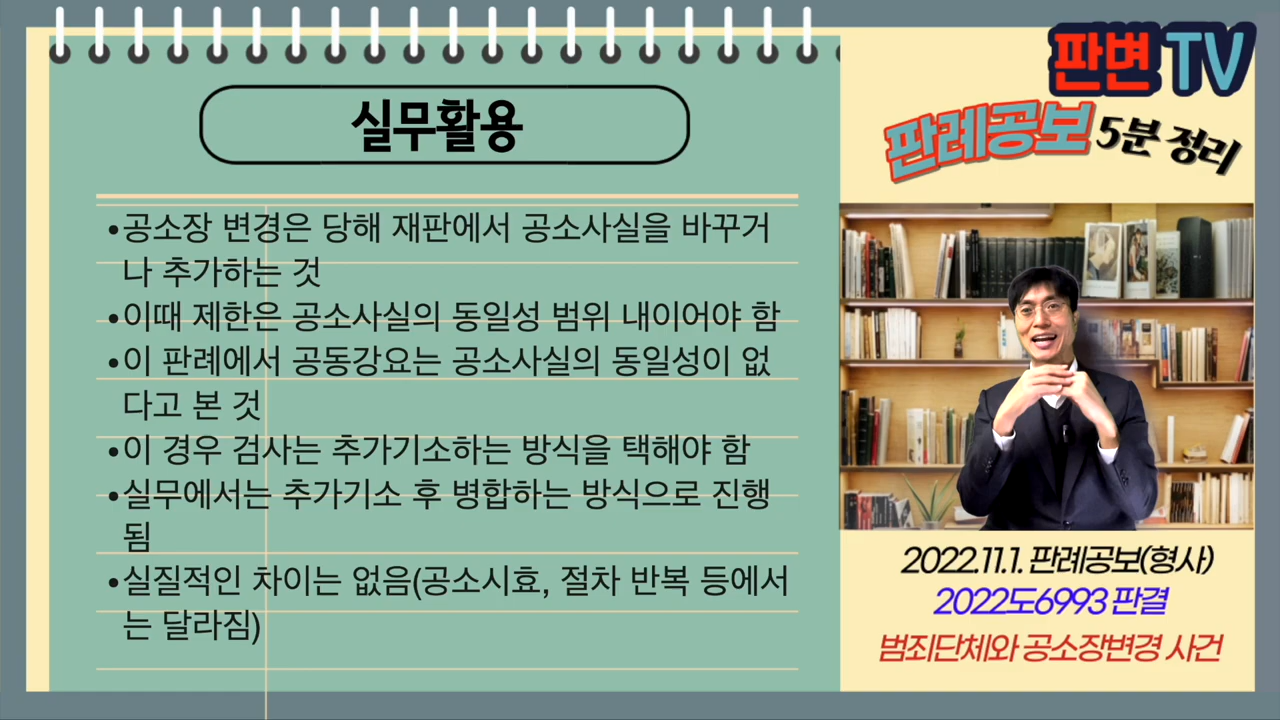 실무활용
•공소장 변경은 당해 재판에서 공소사실을 바꾸거
나 추가하는 것
•이때 제한은 공소사실의 동일성 범위 내이어야 함
•이 판례에서 공동강요는 공소사실의 동일성이 없
다고 본 것
•이 경우 검사는 추가기소하는 방식을 택해야 함
•실무에서는 추가기소 후 병합하는 방식으로 진행
됨
•실질적인 차이는 없음(공소시효, 절차 반복 등에서
는 달라짐)
판변 TV
판례공보 5분 정리
2022.11.1. 판례공보(형사)
2022도6993 판결
범죄단체와 공소장변경 사건